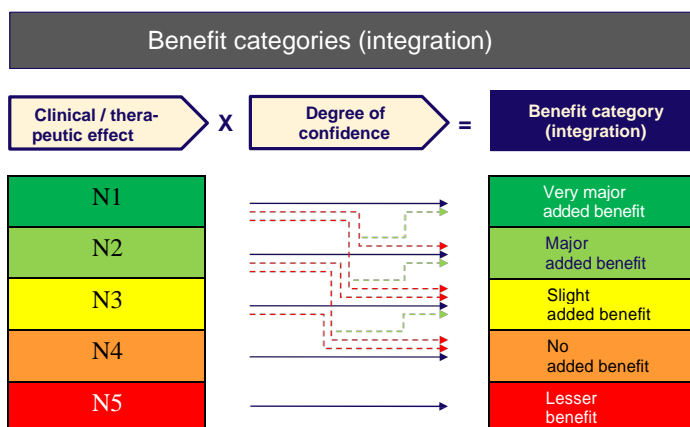 Benefit categories (integration)
Clinical / thera-
peutic effect
X
Degree of
confidence
=
Benefit category
(integration)
N1
Very major
added benefit
N2
Major
added benefit
N3
Slight
added benefit
N4
No
added benefit
N5
Lesser
benefit